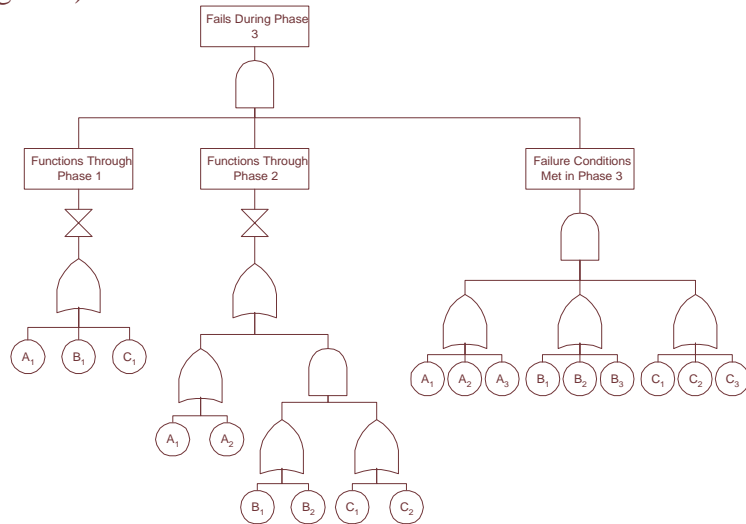 Fails During Phase
3
Functions Through
Phase 1
Functions Through
Phase 2
Failure Conditions
Met in Phase 3
A1 B1 C1
A1 A2 A3 B1 B2 B3 C1 C2 C3
A1 A2
B1 B2 C1 C2